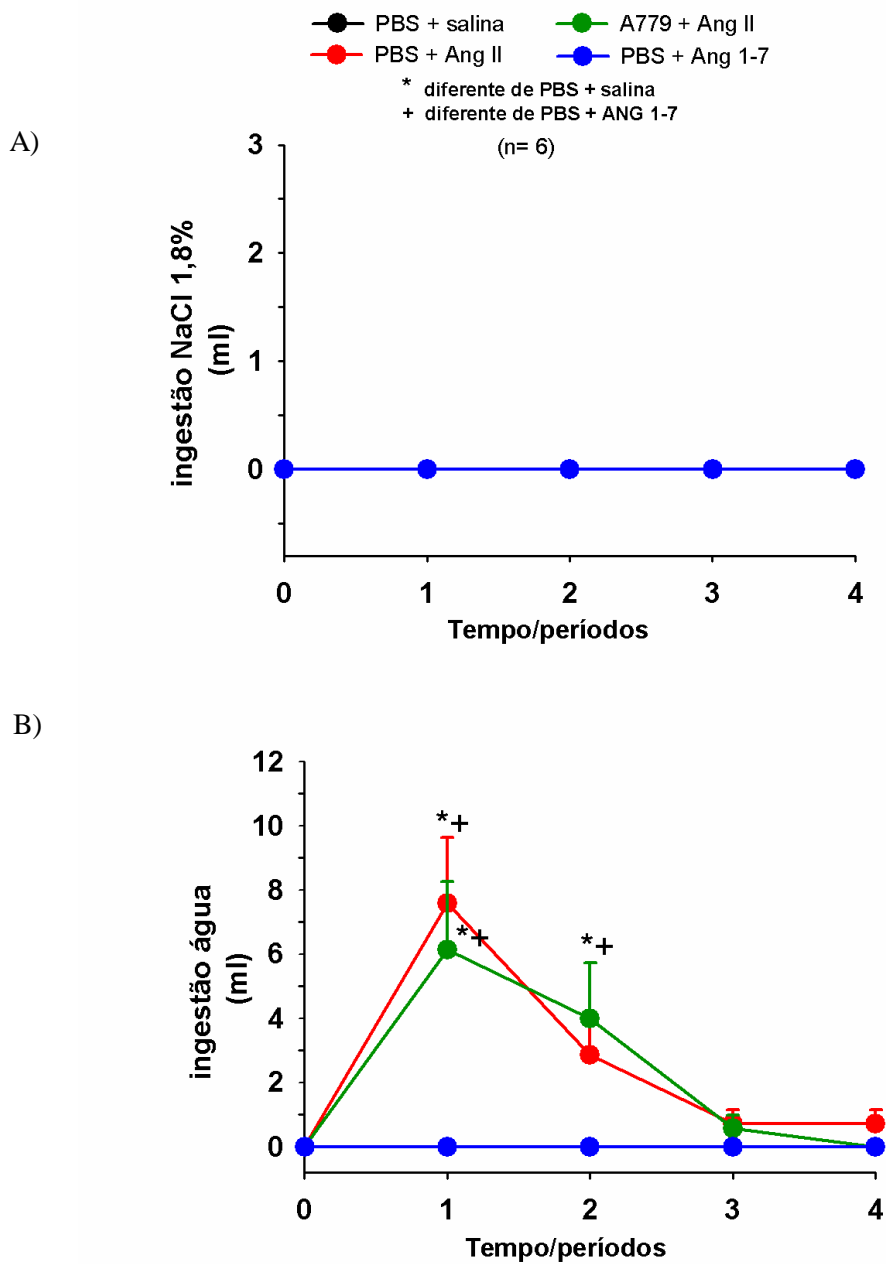 PBS + salina
A779 + Ang II
PBS + Ang II
PBS + Ang 1-7
* diferente de PBS + salina
+ diferente de PBS + ANG 1-7
(n= 6)
A)
ingestão NaCl 1,8%
(ml)
3
2
1
0
0 1 2 3 4
Tempo/períodos
B)
ingestão água
(ml)
12
10
8
6
4
2
0
*+
*+
*+
0 1 2 3 4
Tempo/períodos